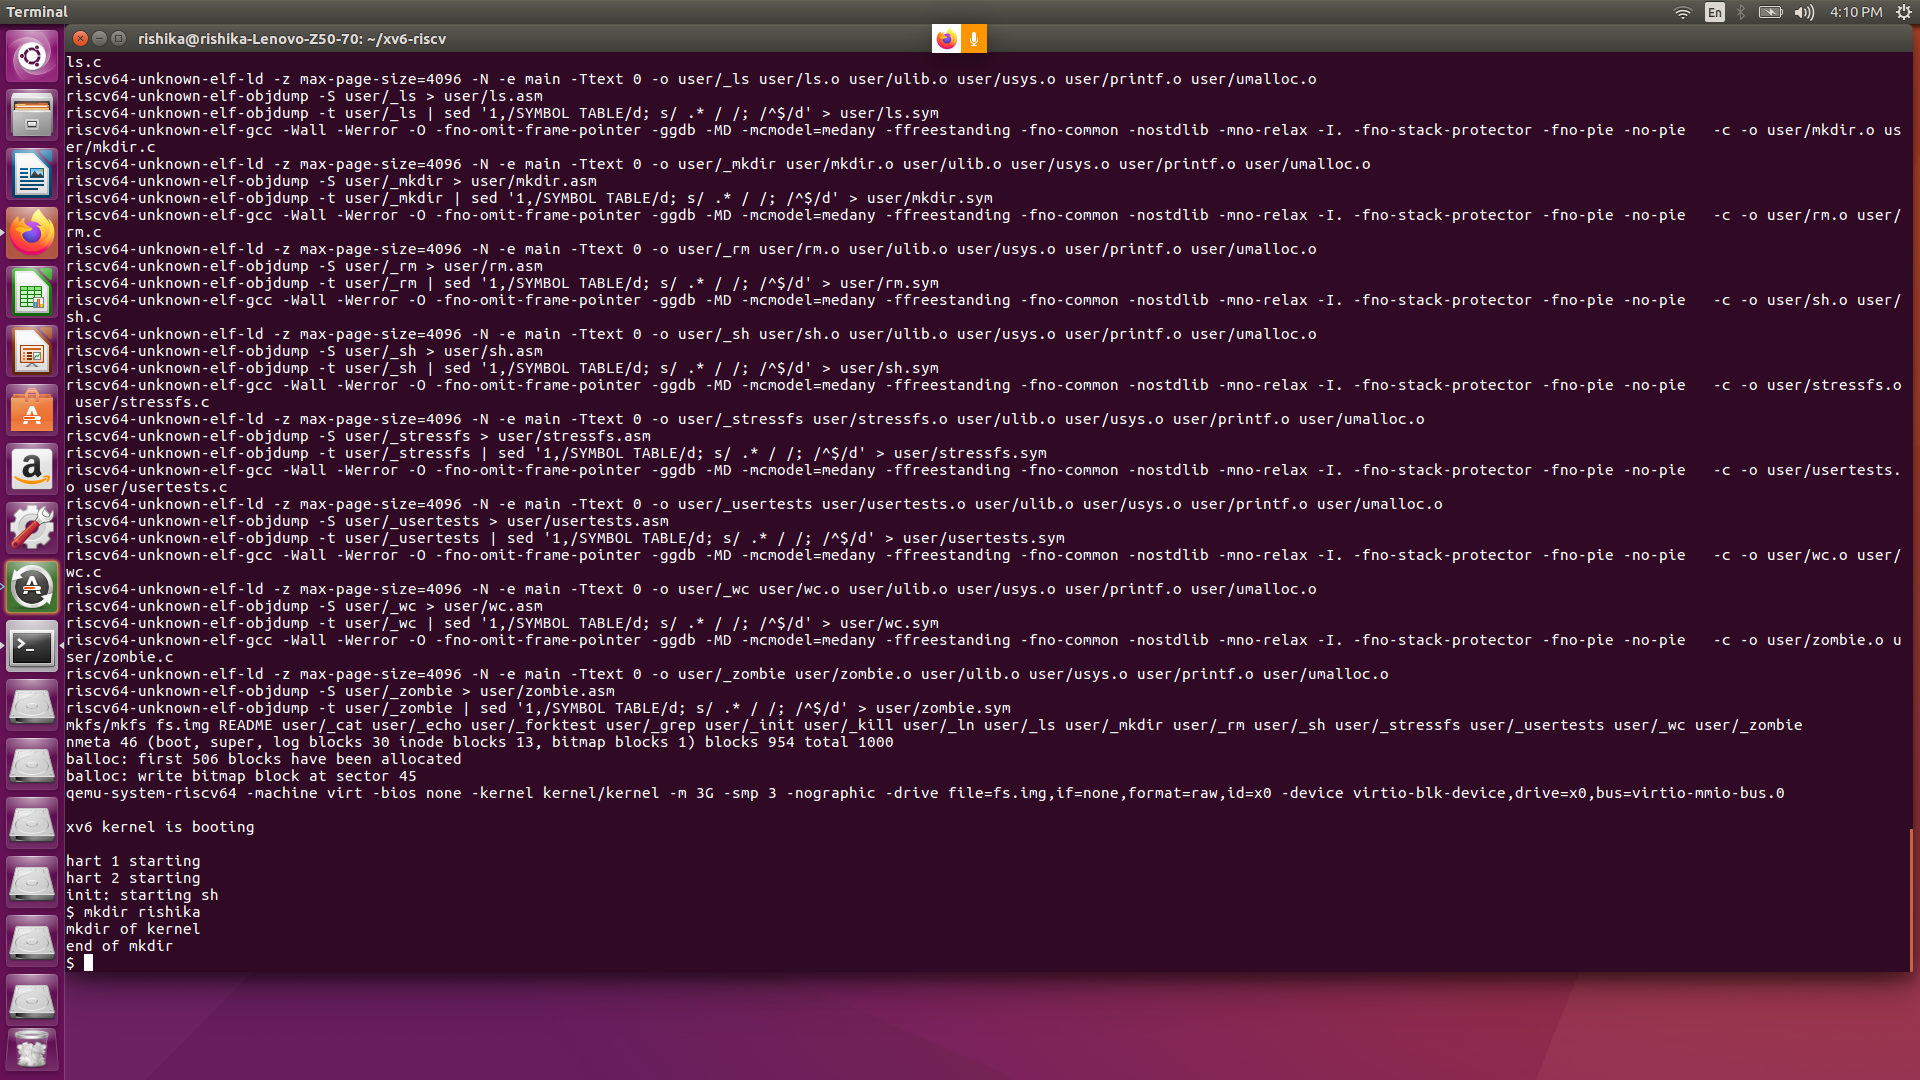 Terminal
En
4:10 PM
rishika@rishika-Lenovo-Z50-70: ~/xv6-riscv
ls.c
riscv64-unknown-elf-ld -z max-page-size=4096 -N -e main -Ttext 0 -o user/_ls user/ls.o user/ulib.o user/usys.o user/printf.o user/umalloc.o
riscv64-unknown-elf-objdump -S user/_ls > user/ls.asm
riscv64-unknown-elf-objdump -t user/_ls | sed '1,/SYMBOL TABLE/d; s/ .* / /; /^$/d' > user/ls.sym
riscv64-unknown-elf-gcc -Wall -Werror -O -fno-omit-frame-pointer -ggdb -MD -mcmodel=medany -ffreestanding -fno-common -nostdlib -mno-relax -I. -fno-stack-protector -fno-pie -no-pie   -c -o user/mkdir.o us
er/mkdir.c
riscv64-unknown-elf-ld -z max-page-size=4096 -N -e main -Ttext 0 -o user/_mkdir user/mkdir.o user/ulib.o user/usys.o user/printf.o user/umalloc.o
riscv64-unknown-elf-objdump -S user/_mkdir > user/mkdir.asm
riscv64-unknown-elf-objdump -t user/_mkdir | sed '1,/SYMBOL TABLE/d; s/ .* / /; /^$/d' > user/mkdir.sym
riscv64-unknown-elf-gcc -Wall -Werror -O -fno-omit-frame-pointer -ggdb -MD -mcmodel=medany -ffreestanding -fno-common -nostdlib -mno-relax -I. -fno-stack-protector -fno-pie -no-pie   -c -o user/rm.o user/
rm.c
riscv64-unknown-elf-ld -z max-page-size=4096 -N -e main -Ttext 0 -o user/_rm user/rm.o user/ulib.o user/usys.o user/printf.o user/umalloc.o
riscv64-unknown-elf-objdump -S user/_rm > user/rm.asm
riscv64-unknown-elf-objdump -t user/_rm | sed '1,/SYMBOL TABLE/d; s/ .* / /; /^$/d' > user/rm.sym
riscv64-unknown-elf-gcc -Wall -Werror -O -fno-omit-frame-pointer -ggdb -MD -mcmodel=medany -ffreestanding -fno-common -nostdlib -mno-relax -I. -fno-stack-protector -fno-pie -no-pie   -c -o user/sh.o user/
sh.c
riscv64-unknown-elf-ld -z max-page-size=4096 -N -e main -Ttext 0 -o user/_sh user/sh.o user/ulib.o user/usys.o user/printf.o user/umalloc.o
riscv64-unknown-elf-objdump -S user/_sh > user/sh.asm
riscv64-unknown-elf-objdump -t user/_sh | sed '1,/SYMBOL TABLE/d; s/ .* / /; /^$/d' > user/sh.sym
riscv64-unknown-elf-gcc -Wall -Werror -O -fno-omit-frame-pointer -ggdb -MD -mcmodel=medany -ffreestanding -fno-common -nostdlib -mno-relax -I. -fno-stack-protector -fno-pie -no-pie   -c -o user/stressfs.o
 user/stressfs.c
riscv64-unknown-elf-ld -z max-page-size=4096 -N -e main -Ttext 0 -o user/_stressfs user/stressfs.o user/ulib.o user/usys.o user/printf.o user/umalloc.o
riscv64-unknown-elf-objdump -S user/_stressfs > user/stressfs.asm
riscv64-unknown-elf-objdump -t user/_stressfs | sed '1,/SYMBOL TABLE/d; s/ .* / /; /^$/d' > user/stressfs.sym
riscv64-unknown-elf-gcc -Wall -Werror -O -fno-omit-frame-pointer -ggdb -MD -mcmodel=medany -ffreestanding -fno-common -nostdlib -mno-relax -I. -fno-stack-protector -fno-pie -no-pie   -c -o user/usertests.
o user/usertests.c
riscv64-unknown-elf-ld -z max-page-size=4096 -N -e main -Ttext 0 -o user/_usertests user/usertests.o user/ulib.o user/usys.o user/printf.o user/umalloc.o
riscv64-unknown-elf-objdump -S user/_usertests > user/usertests.asm
riscv64-unknown-elf-objdump -t user/_usertests | sed '1,/SYMBOL TABLE/d; s/ .* / /; /^$/d' > user/usertests.sym
riscv64-unknown-elf-gcc -Wall -Werror -O -fno-omit-frame-pointer -ggdb -MD -mcmodel=medany -ffreestanding -fno-common -nostdlib -mno-relax -I. -fno-stack-protector -fno-pie -no-pie   -c -o user/wc.o user/
wc.c
riscv64-unknown-elf-ld -z max-page-size=4096 -N -e main -Ttext 0 -o user/_wc user/wc.o user/ulib.o user/usys.o user/printf.o user/umalloc.o
riscv64-unknown-elf-objdump -S user/_wc > user/wc.asm
riscv64-unknown-elf-objdump -t user/_wc | sed '1,/SYMBOL TABLE/d; s/ .* / /; /^$/d' > user/wc.sym
riscv64-unknown-elf-gcc -Wall -Werror -O -fno-omit-frame-pointer -ggdb -MD -mcmodel=medany -ffreestanding -fno-common -nostdlib -mno-relax -I. -fno-stack-protector -fno-pie -no-pie   -c -o user/zombie.o u
ser/zombie.c
riscv64-unknown-elf-ld -z max-page-size=4096 -N -e main -Ttext 0 -o user/_zombie user/zombie.o user/ulib.o user/usys.o user/printf.o user/umalloc.o
riscv64-unknown-elf-objdump -S user/_zombie > user/zombie.asm
riscv64-unknown-elf-objdump -t user/_zombie | sed '1,/SYMBOL TABLE/d; s/ .* / /; /^$/d' > user/zombie.sym
mkfs/mkfs fs.img README user/_cat user/_echo user/_forktest user/_grep user/_init user/_kill user/_ln user/_ls user/_mkdir user/_rm user/_sh user/_stressfs user/_usertests user/_wc user/_zombie
nmeta 46 (boot, super, log blocks 30 inode blocks 13, bitmap blocks 1) blocks 954 total 1000
balloc: first 506 blocks have been allocated
balloc: write bitmap block at sector 45
qemu-system-riscv64 -machine virt -bios none -kernel kernel/kernel -m 3G -smp 3 -nographic -drive file=fs.img,if=none,format=raw,id=x0 -device virtio-blk-device,drive=x0,bus=virtio-mmio-bus.0
xv6 kernel is booting
hart 1 starting
hart 2 starting
init: starting sh
$ mkdir rishika
mkdir of kernel
end of mkdir
$